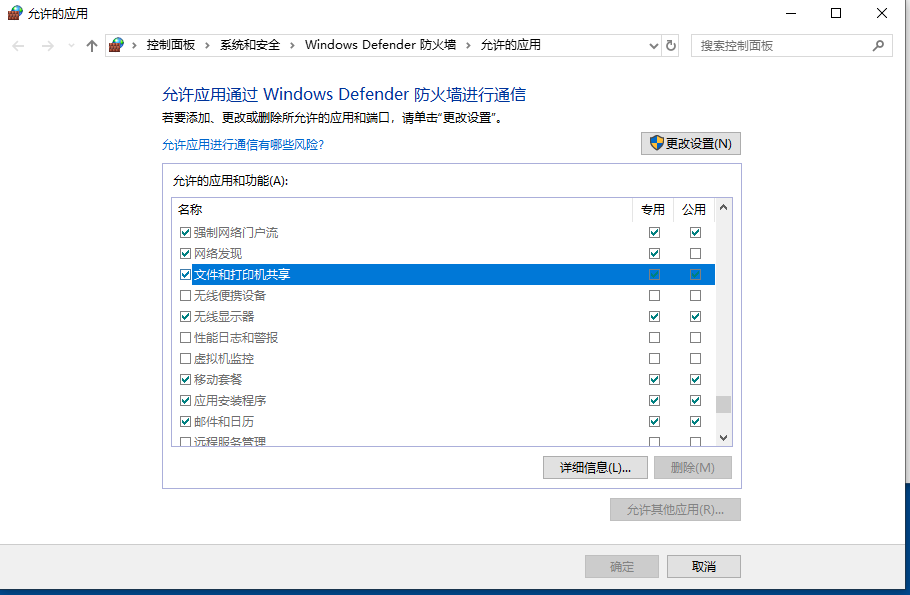 允许的应用
控制面板 系统和安全 Windows Defender 防火墙 允许的应用 搜索控制面板
允许应用通过 Windows Defender 防火墙进行通信
若要添加、更改或删除所允许的应用和端口，请单击"更改设置"。
允许应用进行通信有哪些风险?
更改设置(N)
允许的应用和功能(A):
名称 专用 公用
强制网络门户流
网络发现
文件和打印机共享
无线便携设备
无线显示器
性能日志和警报
虚拟机监控
移动套餐
应用安装程序
邮件和日历
远程服务管理
详细信息(L)... 删除(M)
允许其他应用(R)...
确定 取消